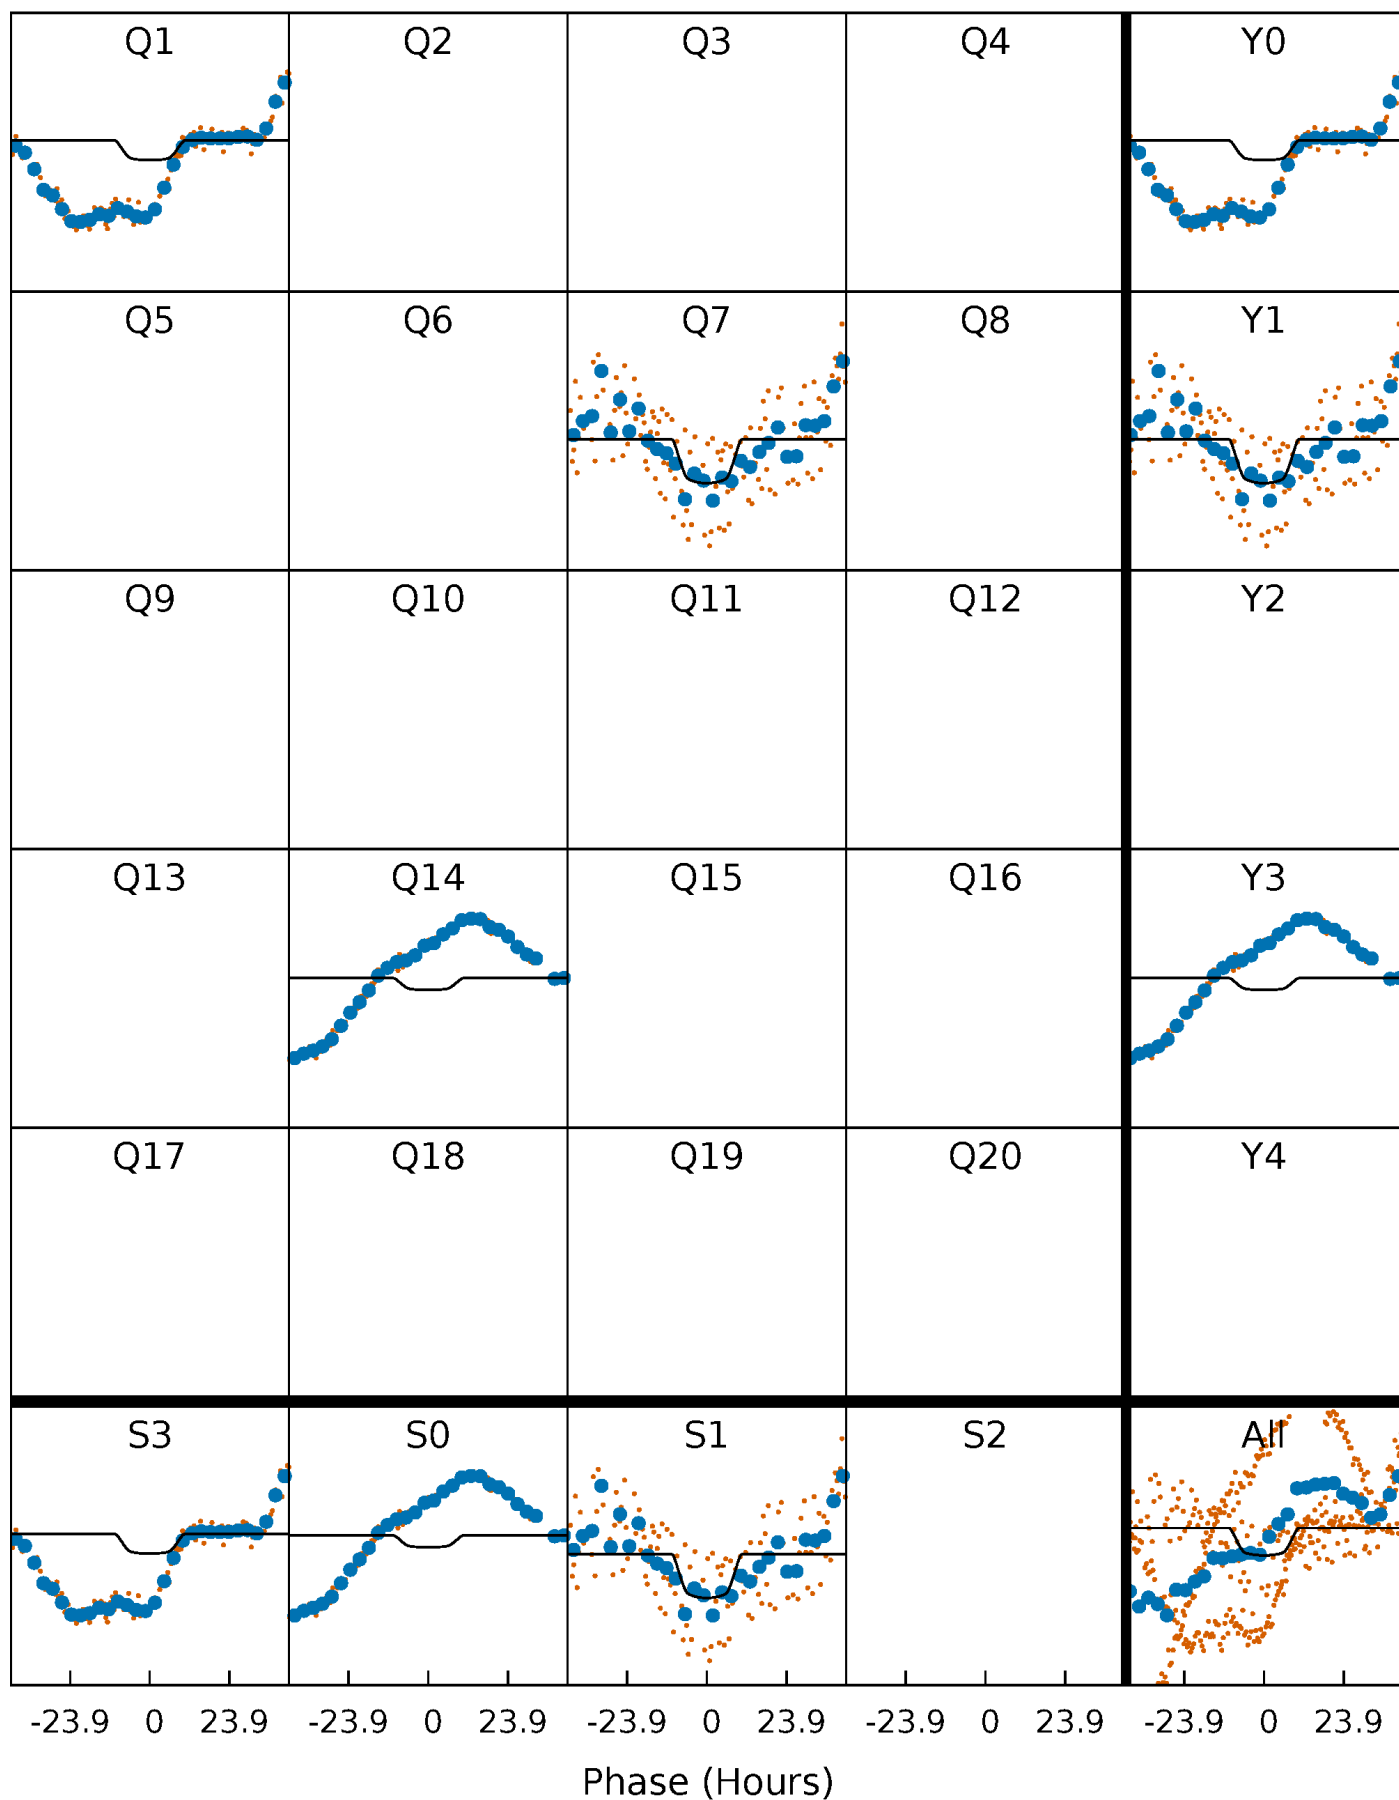 Q1 Q2 Q3 Q4 Y0
Q5 Q6 Q7 Q8 Y1
Q9 Q10 Q11 Q12 Y2
Q13 Q14 Q15 Q16 Y3
Q17 Q18 Q19 Q20 Y4
S3 S0 S1 S2 All
-23.9 0 23.9 -23.9 0 23.9 -23.9 0 23.9 -23.9 0 23.9 -23.9 0 23.9
Phase (Hours)